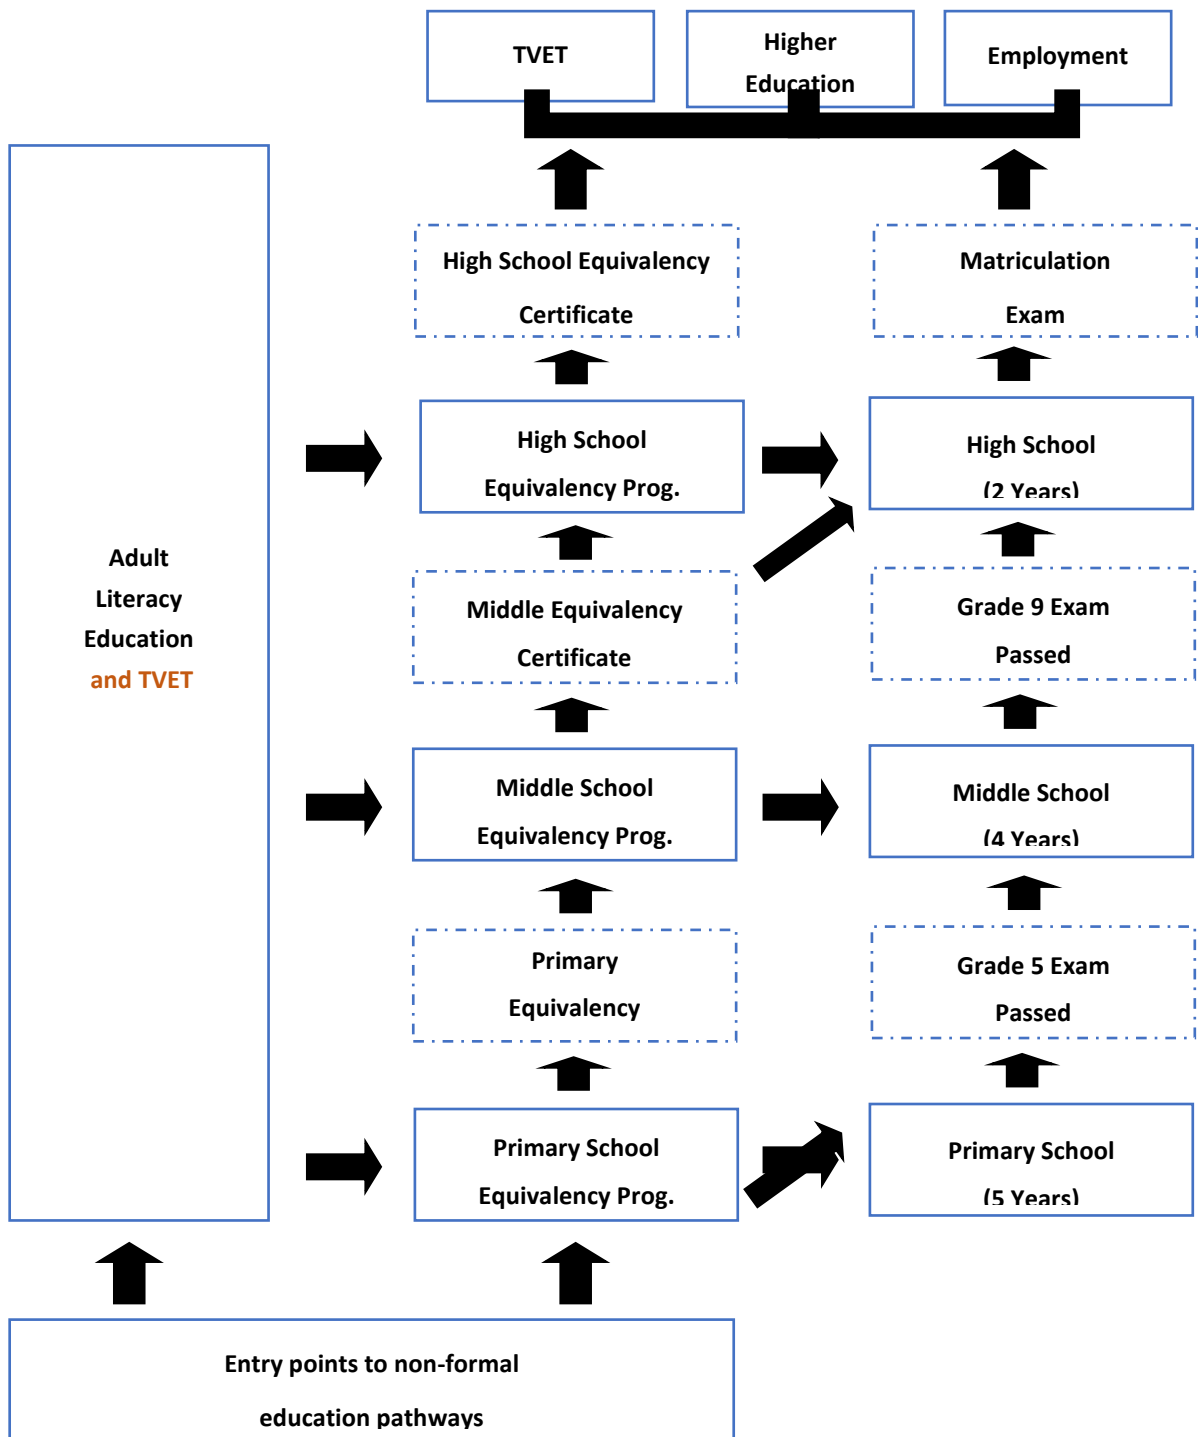 TVET
Higher
Education
Employment
High School Equivalency
Certificate
Matriculation
Exam
High School
Equivalency Prog.
High School
(2 Years)
Adult
Literacy
Education
and TVET
Middle Equivalency
Certificate
Grade 9 Exam
Passed
Middle School
Equivalency Prog.
Middle School
(4 Years)
Primary
Equivalency
Grade 5 Exam
Passed
Primary School
Equivalency Prog.
Primary School
(5 Years)
Entry points to non-formal
education pathways